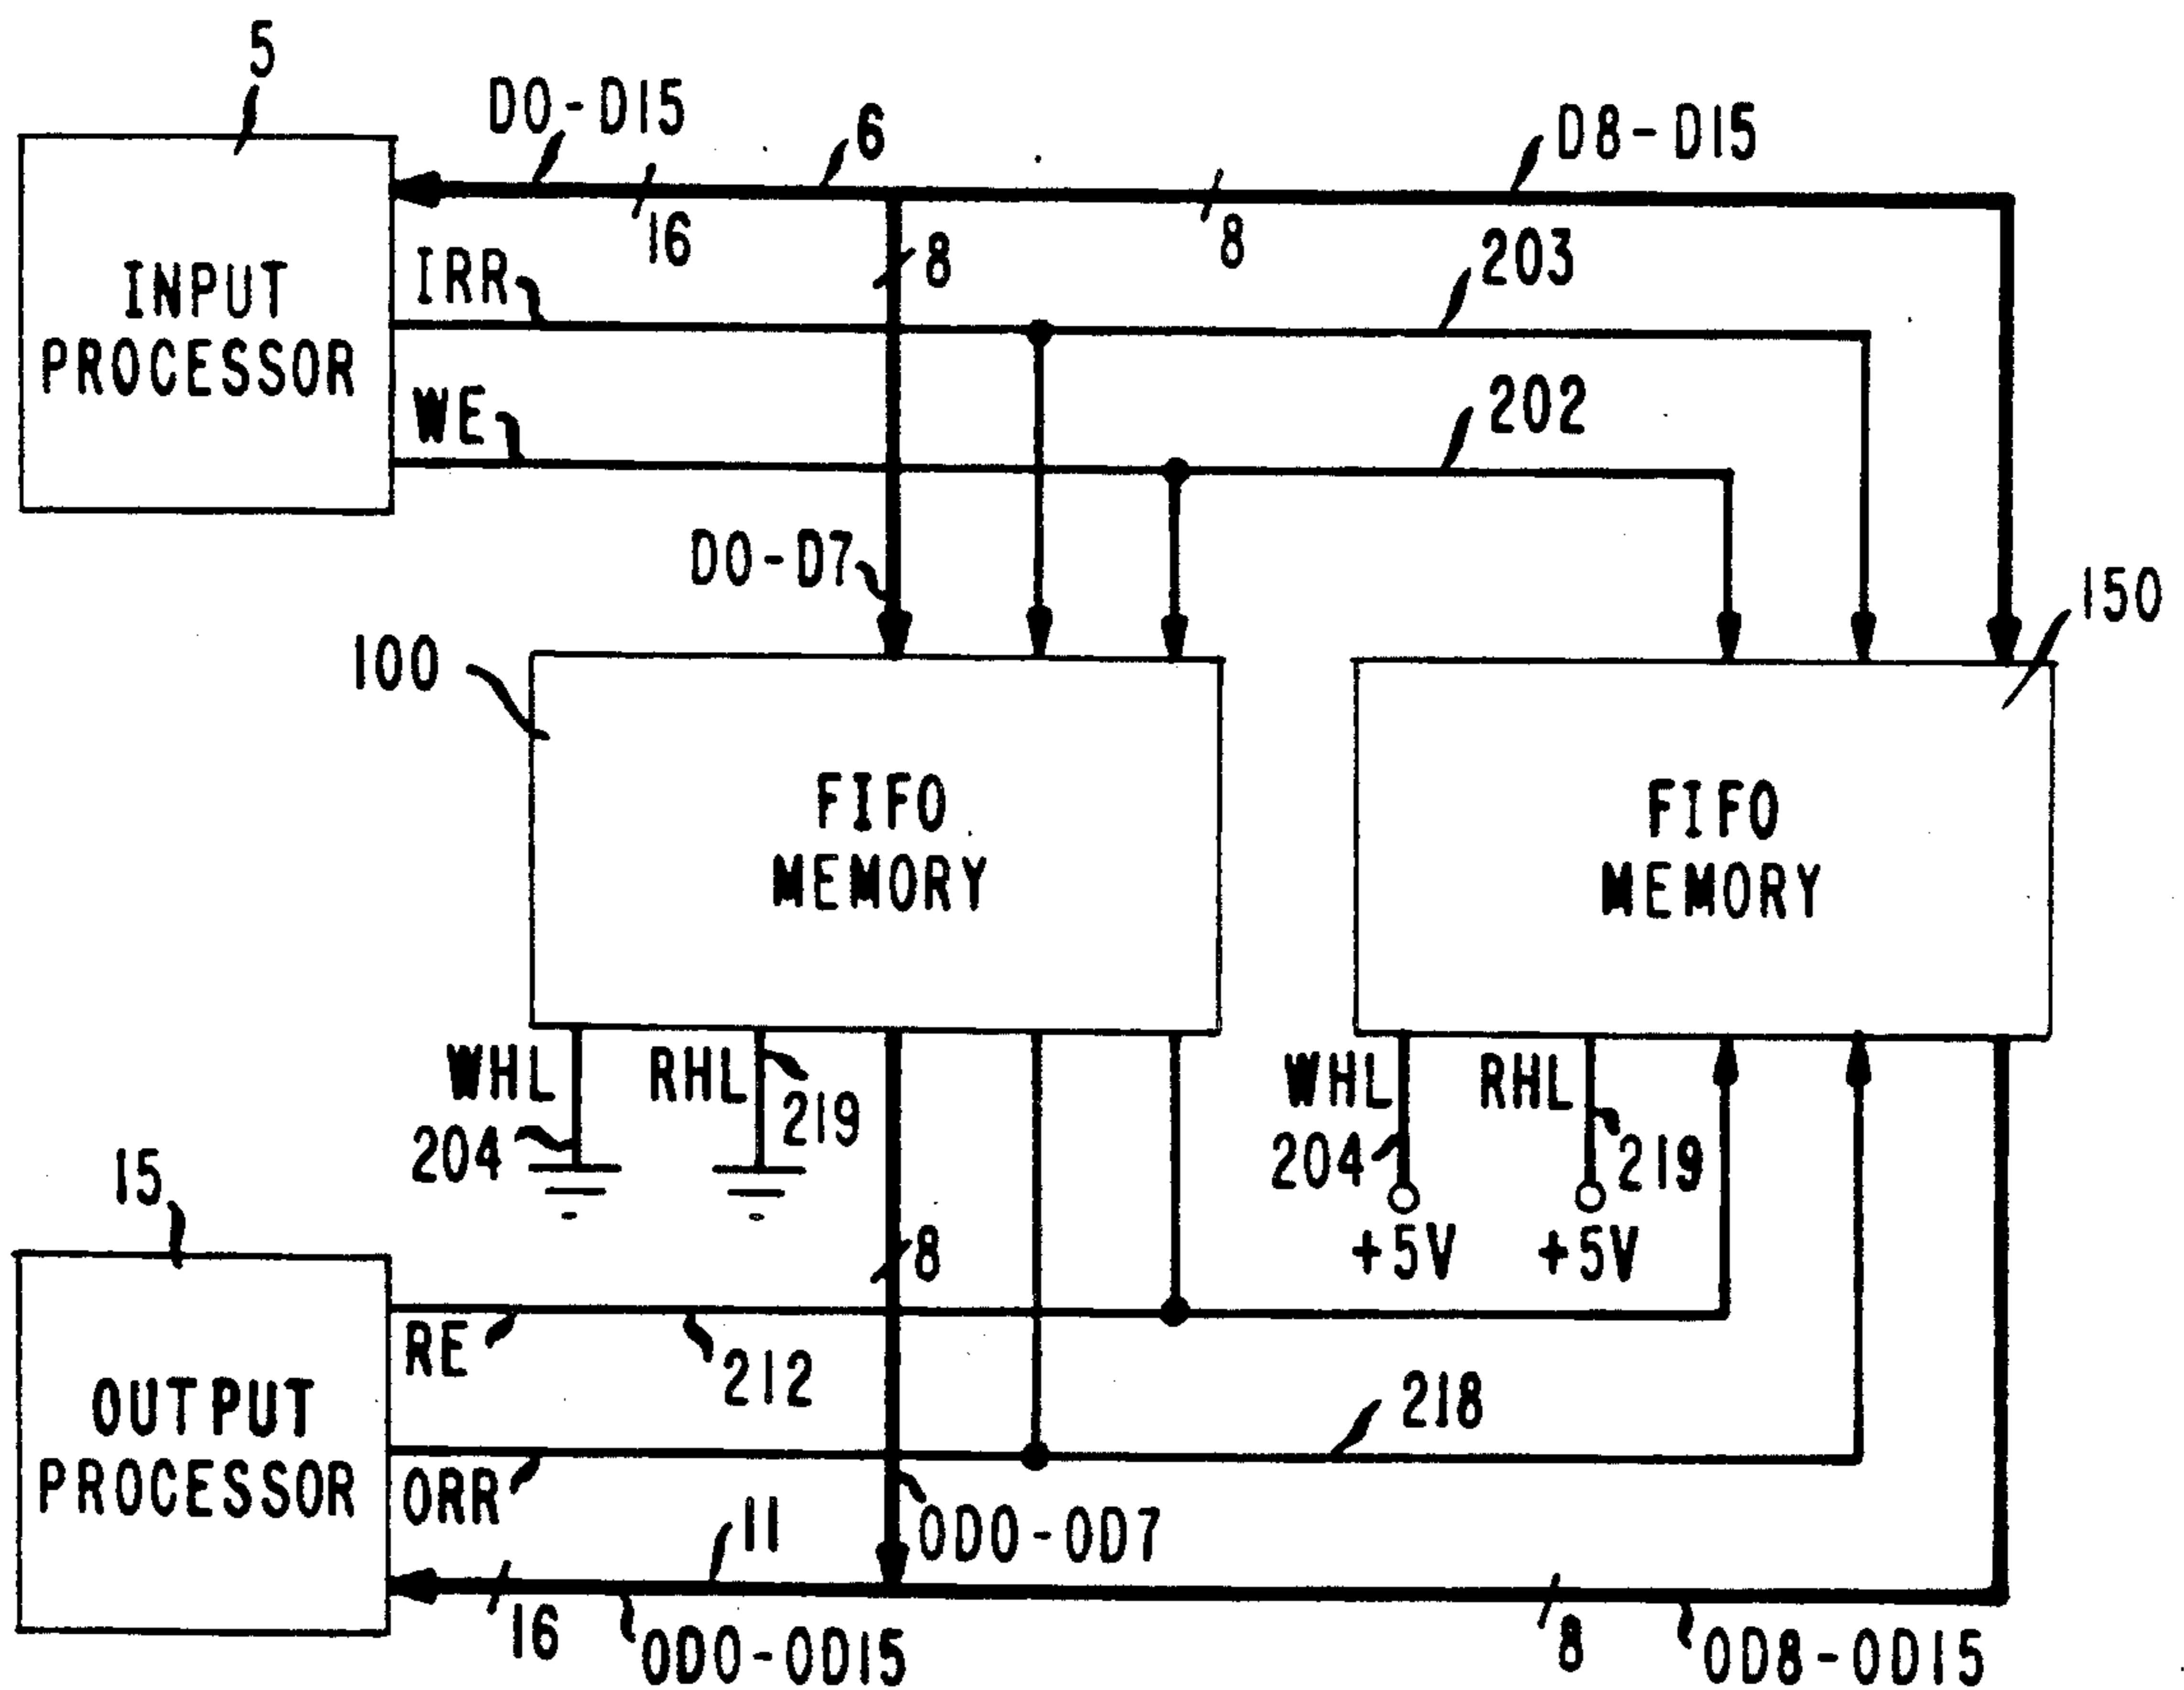 5
D0-D15
6
D8-D15
16
8
8
203
IRR
INPUT
PROCESSOR
WE
202
D0-D7
150
100
FIFO
MEMORY
FIFO
MEMORY
WHL
RHL
219
204
WHL
RHL
204
219
+5V
+5V
15
8
RE
212
OUTPUT
PROCESSOR
218
ORR
11
OD0-OD7
16
OD0-OD15
8
OD8-OD15